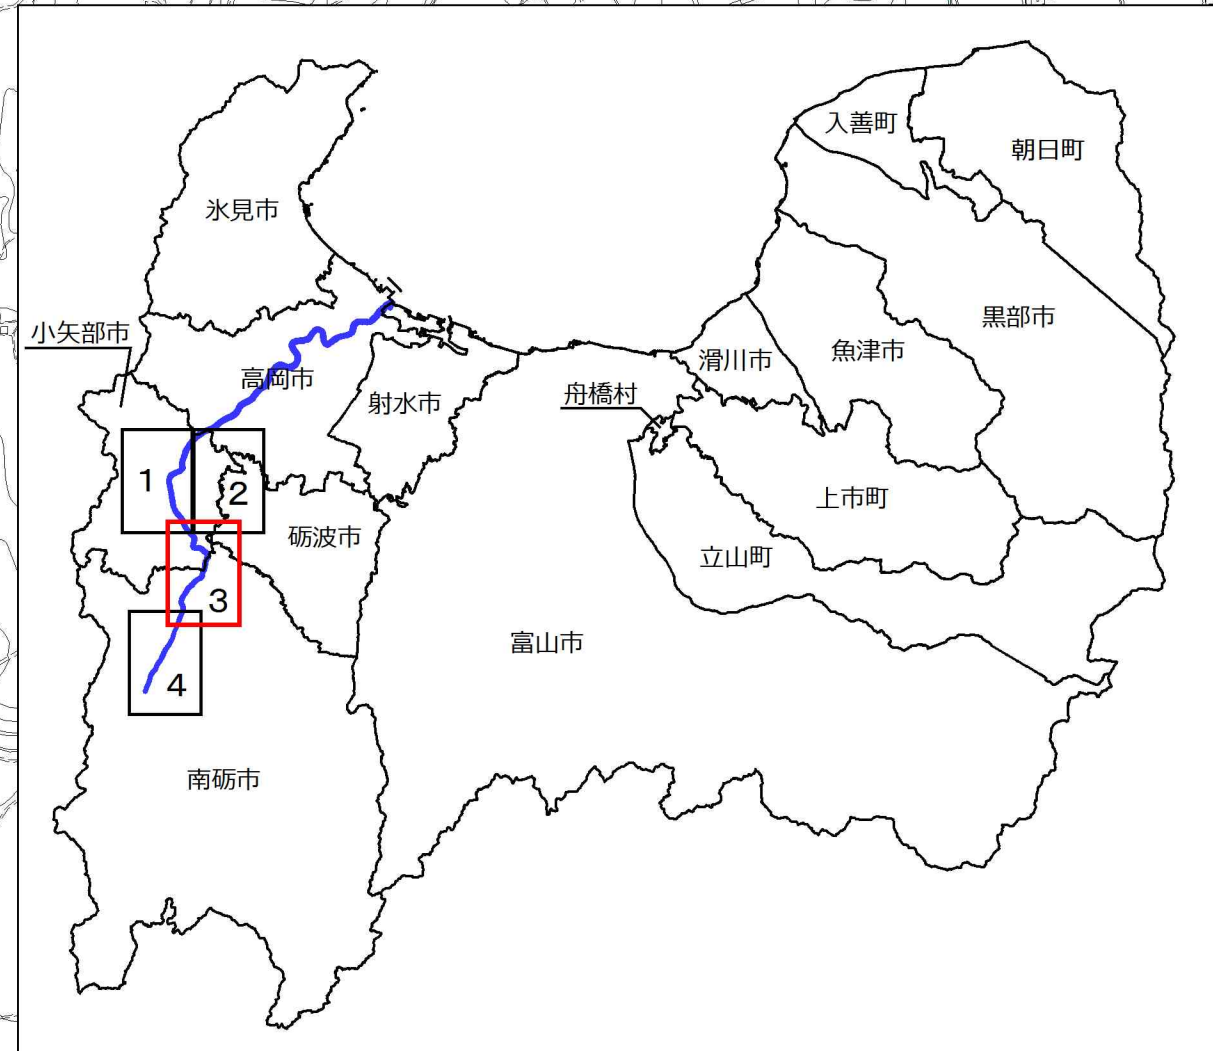 入善町
朝日町
氷見市
黒部市
小矢部市
魚津市
滑川市
高岡市
舟橋村
射水市
1
2
上市町
砺波市
立山町
3
富山市
4
南砺市